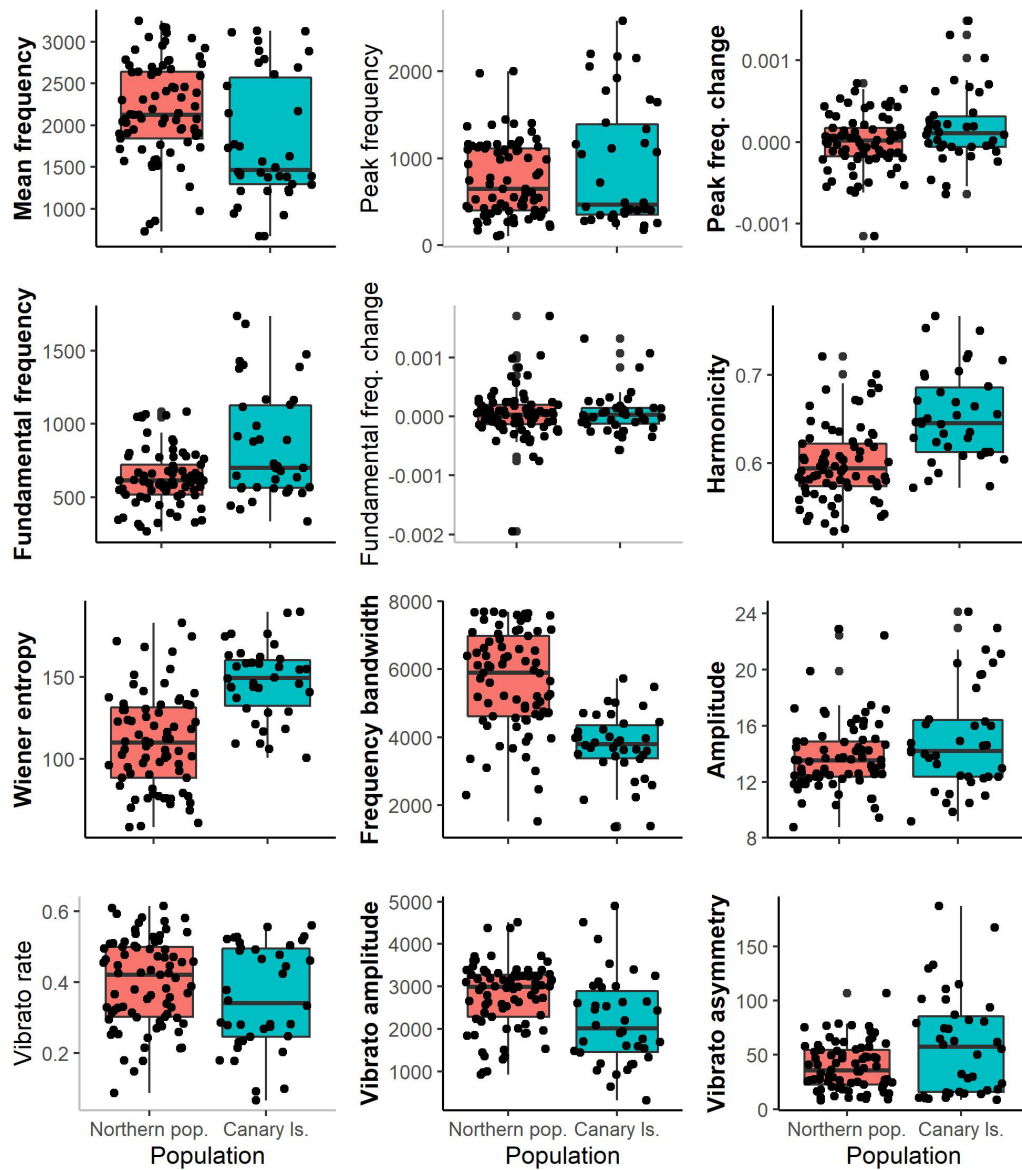 Mean frequency
3000
2500
2000
1500
1000
Peak frequency
2000
1000
0
Peak freq. change
0.001
0.000
-0.001
Fundamental frequency
1500
1000
500
Fundamental freq. change
0.001
0.000
-0.001
-0.002
Harmonicity
0.7
0.6
Wiener entropy
150
100
Frequency bandwidth
8000
6000
4000
2000
Amplitude
24
20
16
12
8
Vibrato rate
0.6
0.4
0.2
Northern pop. Canary Is.
Population
Vibrato amplitude
5000
4000
3000
2000
1000
Northern pop. Canary Is.
Population
Vibrato asymmetry
150
100
50
0
Northern pop. Canary Is.
Population